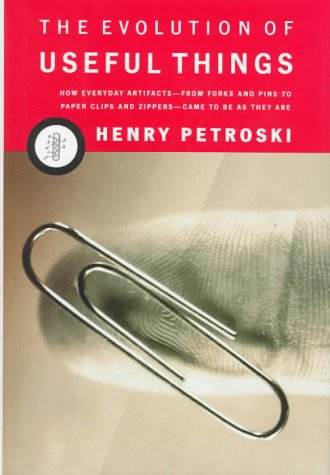 THE EVOLUTION OF
USEFUL THINGS
HOW EVERYDAY ARTIFACTS—FROM FORKS AND PINS TO
PAPER CLIPS AND ZIPPERS—CAME TO BE AS THEY ARE
HENRY PETROSKI